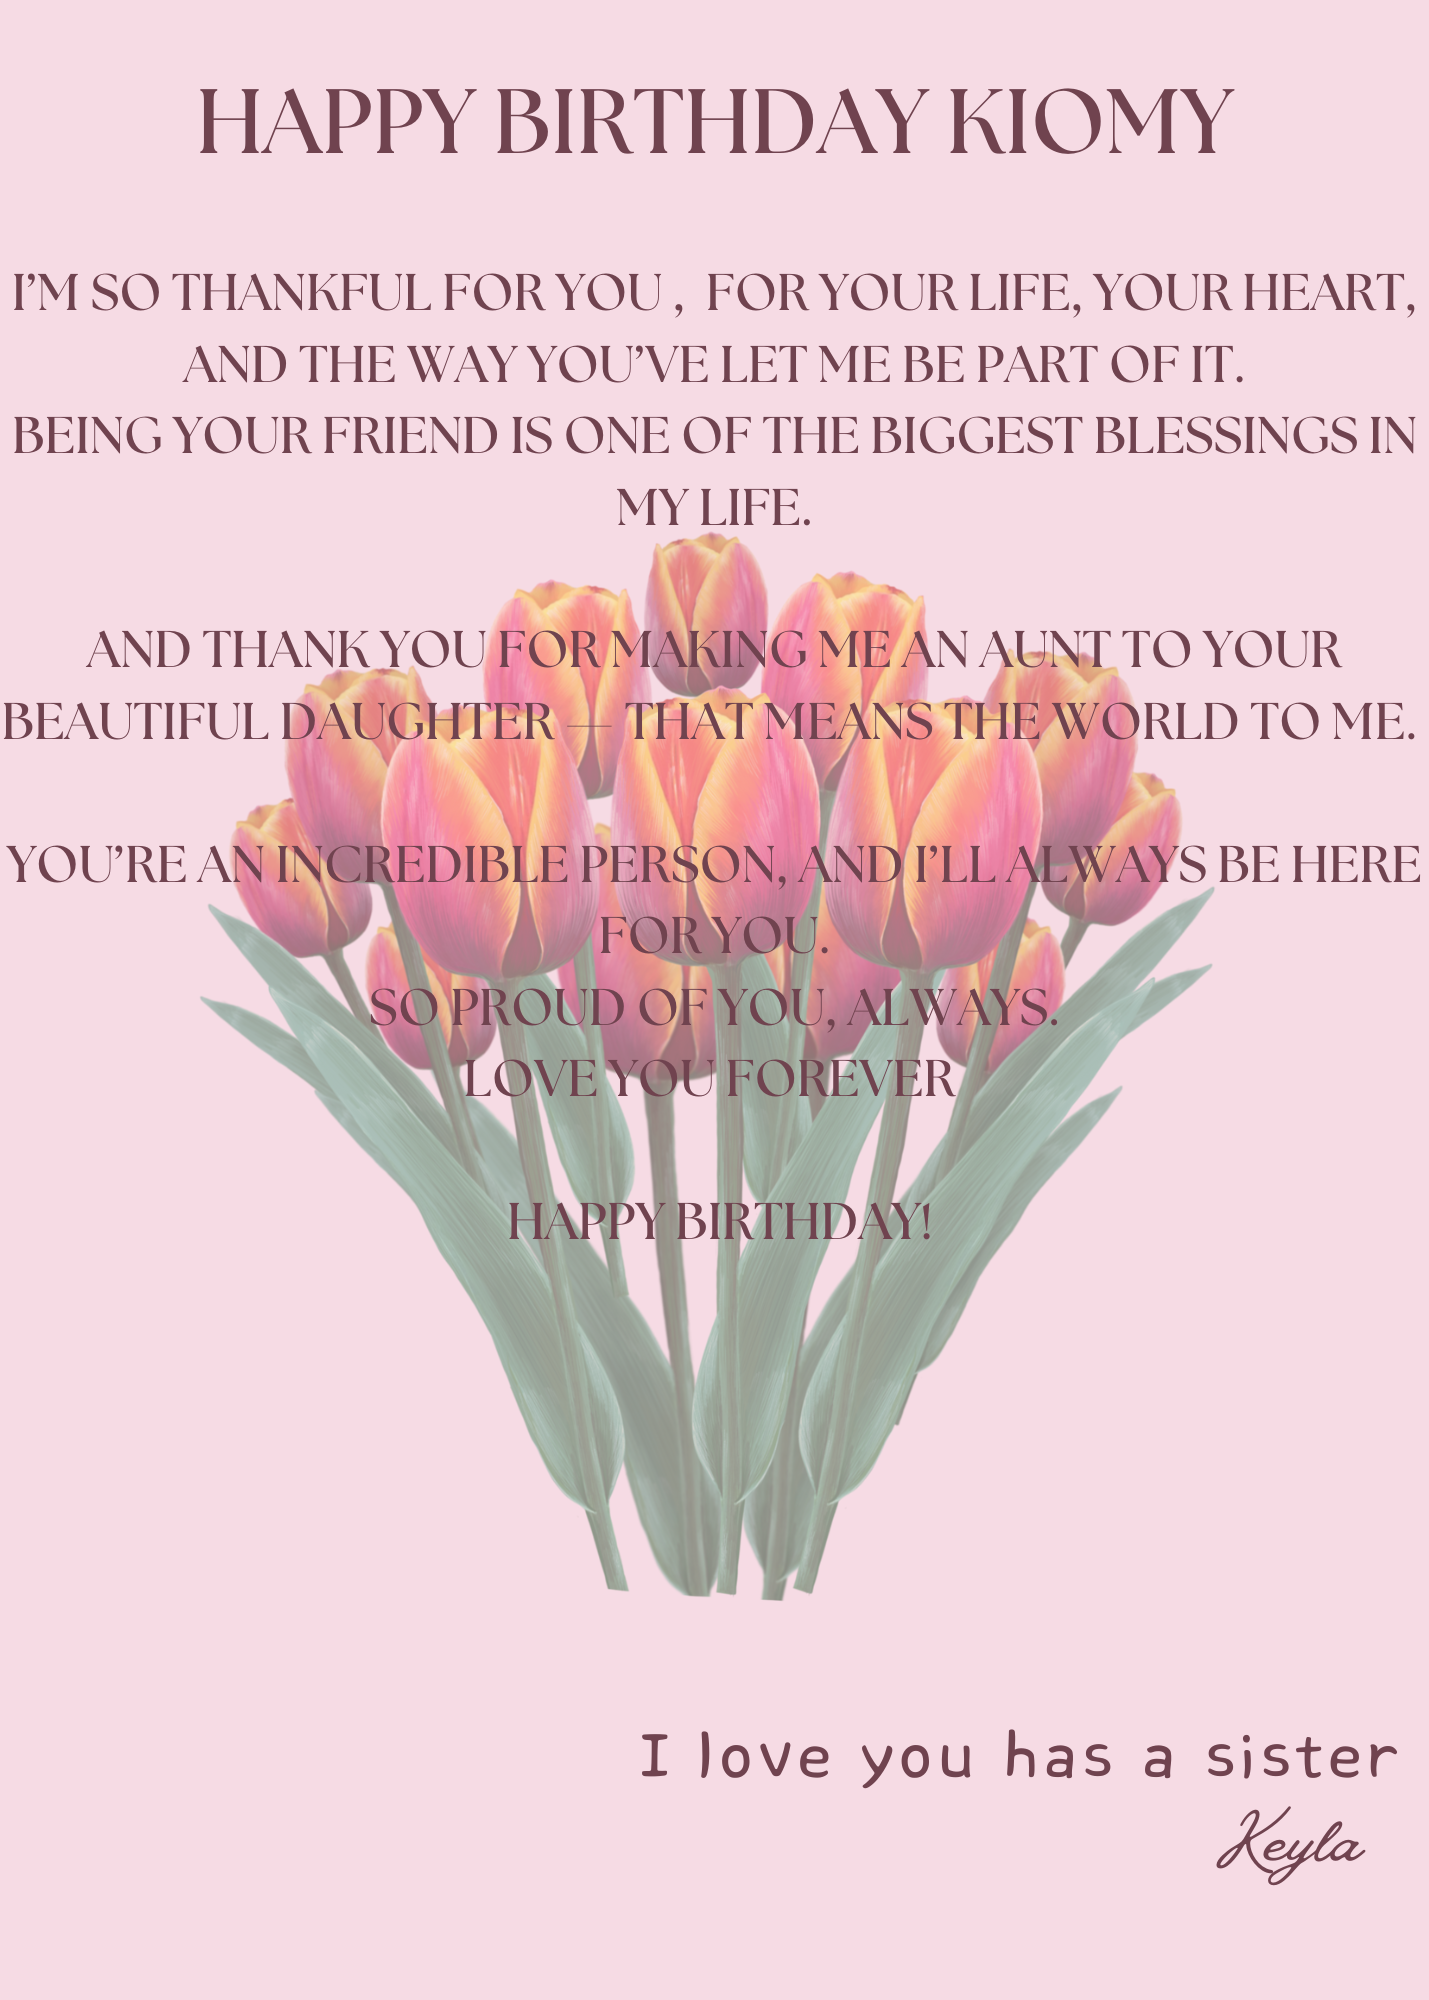 HAPPY BIRTHDAY KIOMY
I’M SO THANKFUL FOR YOU ,  FOR YOUR LIFE, YOUR HEART,
AND THE WAY YOU’VE LET ME BE PART OF IT.
BEING YOUR FRIEND IS ONE OF THE BIGGEST BLESSINGS IN
MY LIFE.
AND THANK YOU FOR MAKING ME AN AUNT TO YOUR
BEAUTIFUL DAUGHTER — THAT MEANS THE WORLD TO ME.
YOU’RE AN INCREDIBLE PERSON, AND I’LL ALWAYS BE HERE
FOR YOU.
SO PROUD OF YOU, ALWAYS.
LOVE YOU FOREVER
HAPPY BIRTHDAY!
I love you has a sister
Keyla